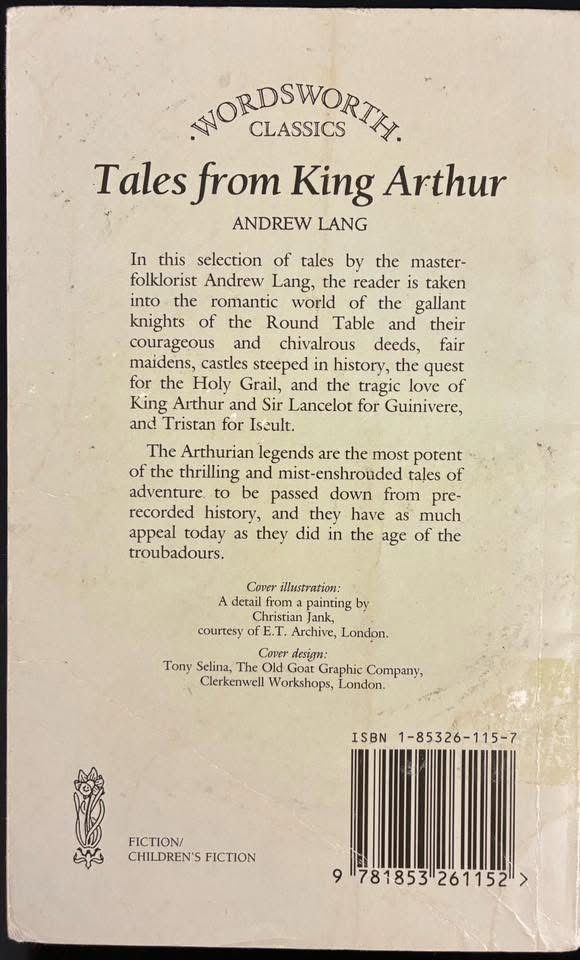 ·WORDSWORTH·
CLASSICS
Tales from King Arthur
ANDREW LANG
In this selection of tales by the master-
folklorist Andrew Lang, the reader is taken
into the romantic world of the gallant
knights of the Round Table and their
courageous and chivalrous deeds, fair
maidens, castles steeped in history, the quest
for the Holy Grail, and the tragic love of
King Arthur and Sir Lancelot for Guinivere,
and Tristan for Iseult.
The Arthurian legends are the most potent
of the thrilling and mist-enshrouded tales of
adventure to be passed down from pre-
recorded history, and they have as much
appeal today as they did in the age of the
troubadours.
Cover illustration:
A detail from a painting by
Christian Jank,
courtesy of E.T. Archive, London.
Cover design:
Tony Selina, The Old Goat Graphic Company,
Clerkenwell Workshops, London.
ISBN 1-85326-115-7
9 781853 261152 >
FICTION/
CHILDREN'S FICTION